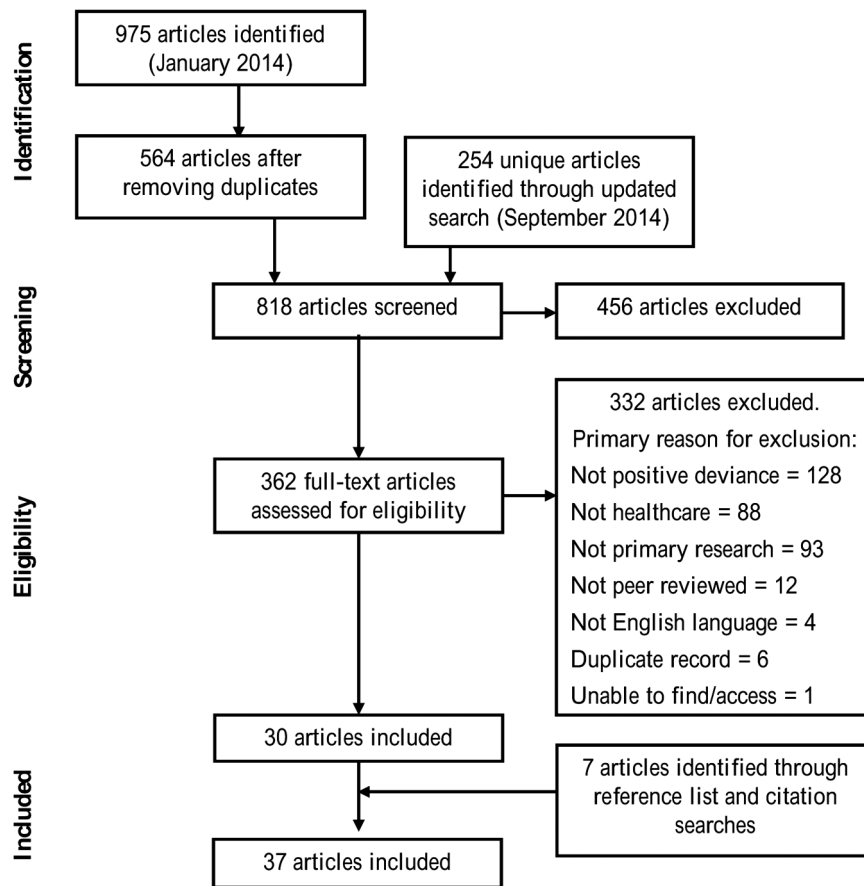 Identification
975 articles identified
(January 2014)
564 articles after
removing duplicates
254 unique articles
identified through updated
search (September 2014)
Screening
818 articles screened
456 articles excluded
Eligibility
362 full-text articles
assessed for eligibility
332 articles excluded.
Primary reason for exclusion:
Not positive deviance = 128
Not healthcare = 88
Not primary research = 93
Not peer reviewed = 12
Not English language = 4
Duplicate record = 6
Unable to find/access = 1
Included
30 articles included
7 articles identified through
reference list and citation
searches
37 articles included